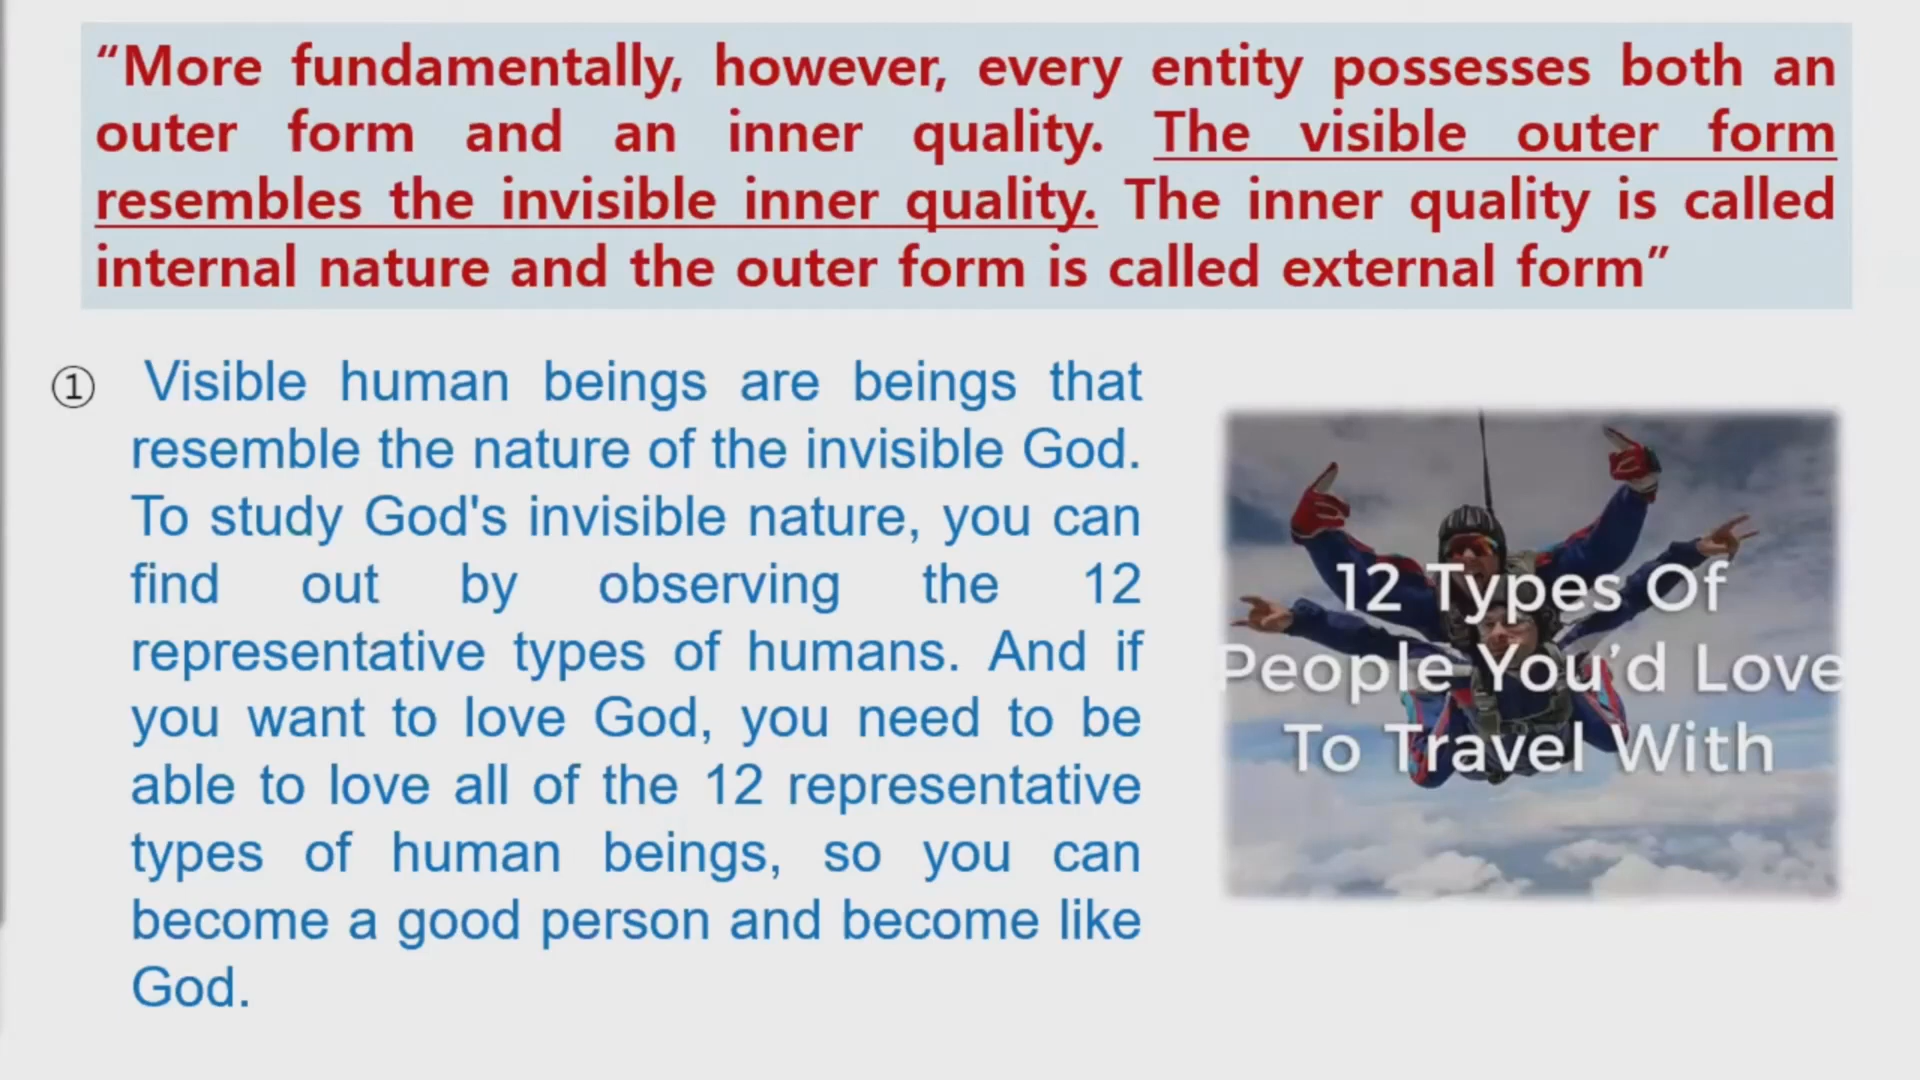 “More fundamentally, however, every entity possesses both an
outer form and an inner quality. The visible outer form
resembles the invisible inner quality. The inner quality is called
internal nature and the outer form is called external form”
① Visible human beings are beings that
resemble the nature of the invisible God.
To study God's invisible nature, you can
find out by observing the 12
representative types of humans. And if
you want to love God, you need to be
able to love all of the 12 representative
types of human beings, so you can
become a good person and become like
God.
12 Types Of
People You’d Love
To Travel With